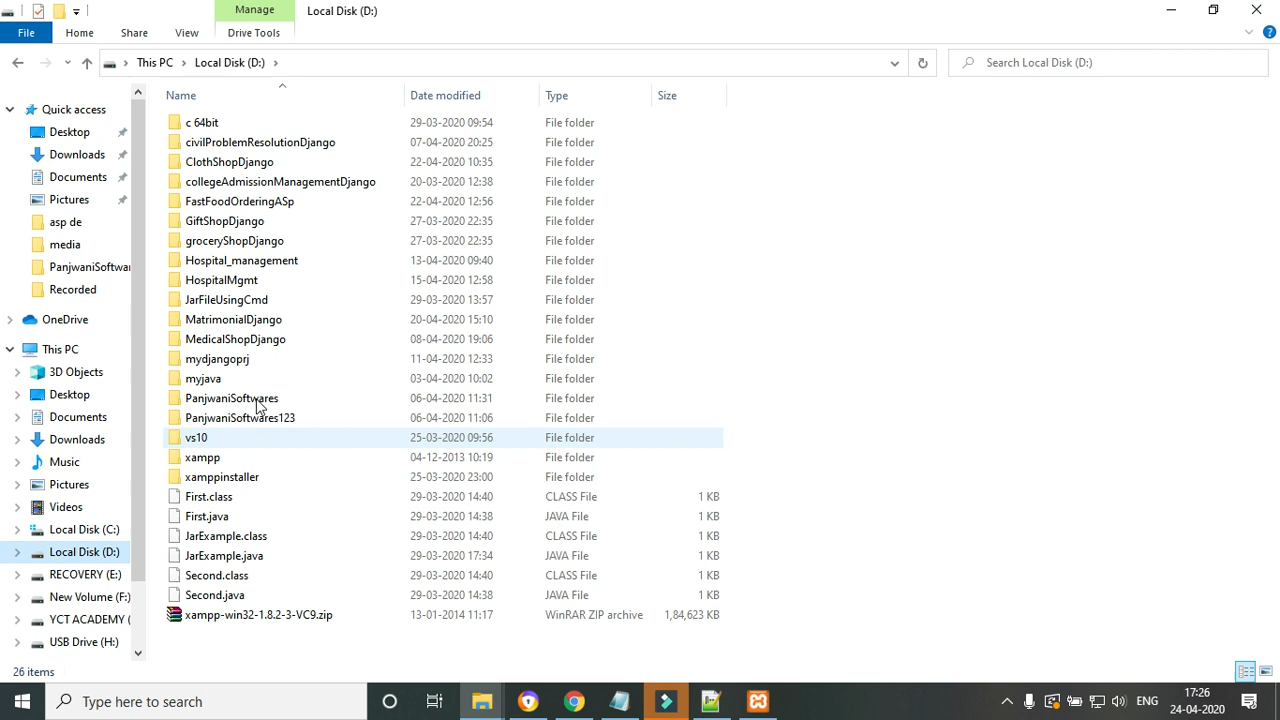 Manage
Local Disk (D:)
File
Home
Share
View
Drive Tools
This PC
Local Disk (D:)
Search Local Disk (D:)
Name
Date modified
Type
Size
Quick access
Desktop
Downloads
Documents
Pictures
asp de
media
PanjwaniSoftwar
Recorded
OneDrive
This PC
3D Objects
Desktop
Documents
Downloads
Music
Pictures
Videos
Local Disk (C:)
Local Disk (D:)
RECOVERY (E:)
New Volume (F:)
YCT ACADEMY (
USB Drive (H:)
c 64bit 29-03-2020 09:54 File folder
civilProblemResolutionDjango 07-04-2020 20:25 File folder
ClothShopDjango 22-04-2020 10:35 File folder
collegeAdmissionManagementDjango 20-03-2020 12:38 File folder
FastFoodOrderingASp 22-04-2020 12:56 File folder
GiftShopDjango 27-03-2020 22:35 File folder
groceryShopDjango 27-03-2020 22:35 File folder
Hospital_management 13-04-2020 09:40 File folder
HospitalMgmt 15-04-2020 12:58 File folder
JarFileUsingCmd 29-03-2020 13:57 File folder
MatrimonialDjango 20-04-2020 15:10 File folder
MedicalShopDjango 08-04-2020 19:06 File folder
mydjangoprj 11-04-2020 12:33 File folder
myjava 03-04-2020 10:02 File folder
PanjwaniSoftwares 06-04-2020 11:31 File folder
PanjwaniSoftwares123 06-04-2020 11:06 File folder
vs10 25-03-2020 09:56 File folder
xampp 04-12-2013 10:19 File folder
xamppinstaller 25-03-2020 23:00 File folder
First.class 29-03-2020 14:40 CLASS File 1 KB
First.java 29-03-2020 14:38 JAVA File 1 KB
JarExample.class 29-03-2020 14:40 CLASS File 1 KB
JarExample.java 29-03-2020 17:34 JAVA File 1 KB
Second.class 29-03-2020 14:40 CLASS File 1 KB
Second.java 29-03-2020 14:38 JAVA File 1 KB
xampp-win32-1.8.2-3-VC9.zip 13-01-2014 11:17 WinRAR ZIP archive 1,84,623 KB
26 items
Type here to search
ENG
17:26
24-04-2020